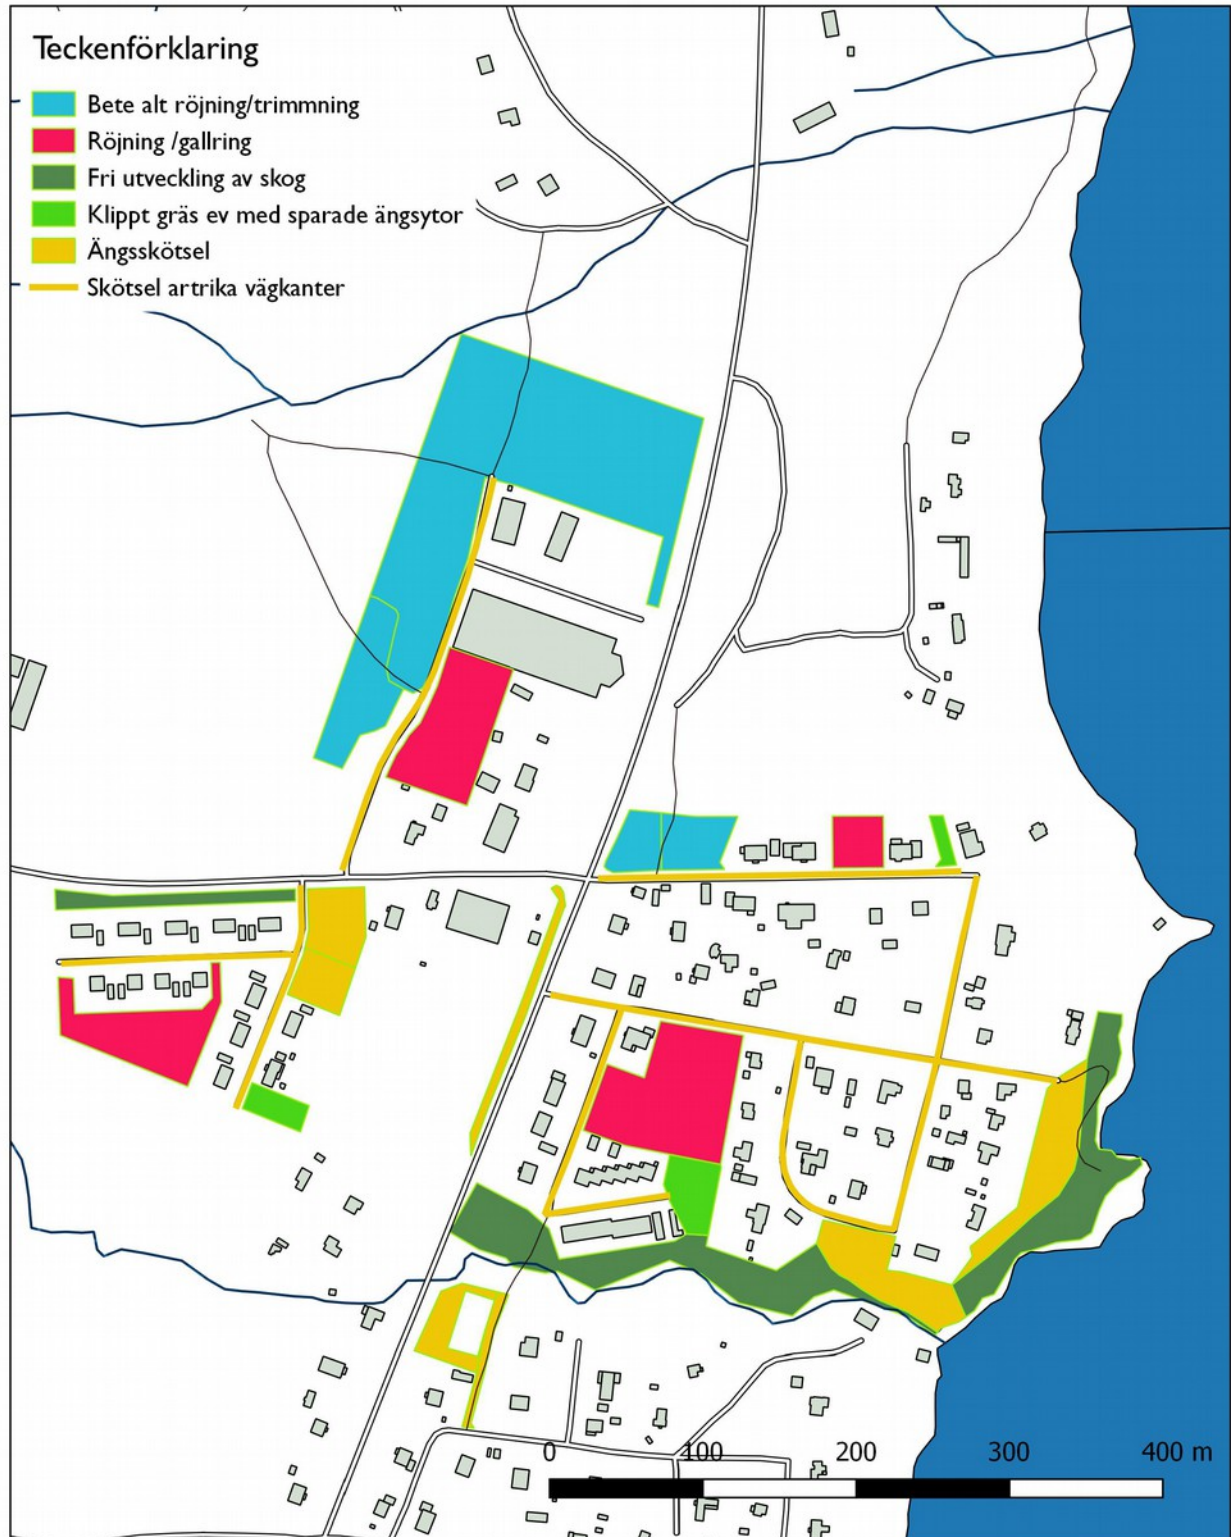 Teckenförklaring
Bete alt röjning/trimmning
Röjning /gallring
Fri utveckling av skog
Klippt gräs ev med sparade ängsytor
Ängsskötsel
Skötsel artrika vägkanter
0 100 200 300 400 m